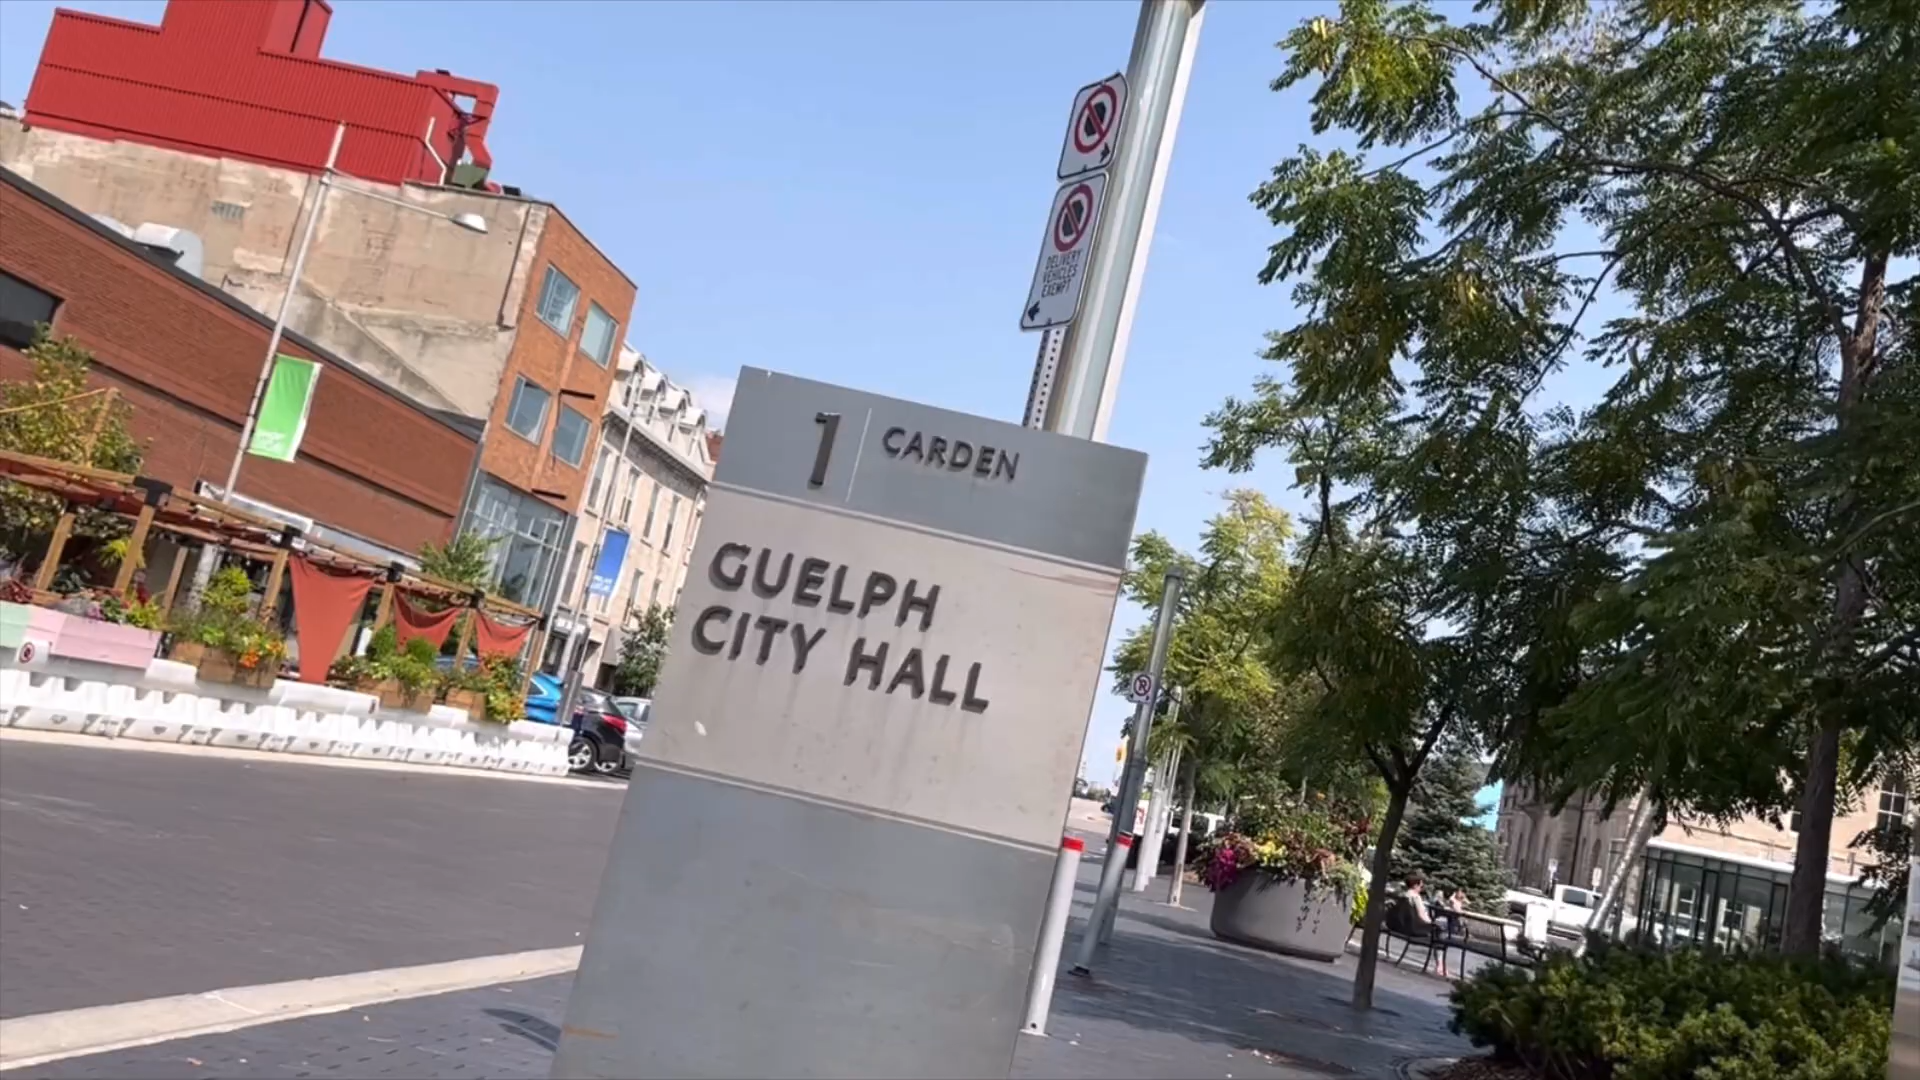 DELIVERY
VEHICLES
EXEMPT
1 CARDEN
GUELPH
CITY HALL